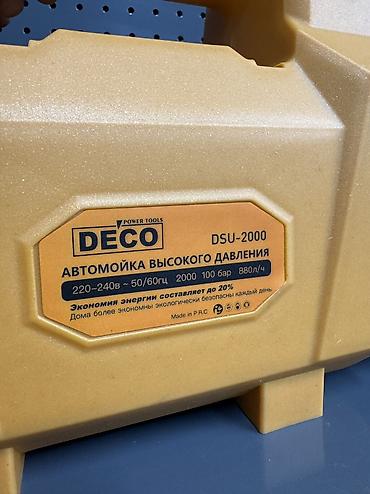 POWER TOOLS
DECO
DSU-2000
АВТОМОЙКА ВЫСОКОГО ДАВЛЕНИЯ
220-240в ~ 50/60гц 2000 100 бар 880л/ч
Экономия энергии составляет до 20%
Дома более экономны экологически безопасны каждый день.
Made in P.R.C